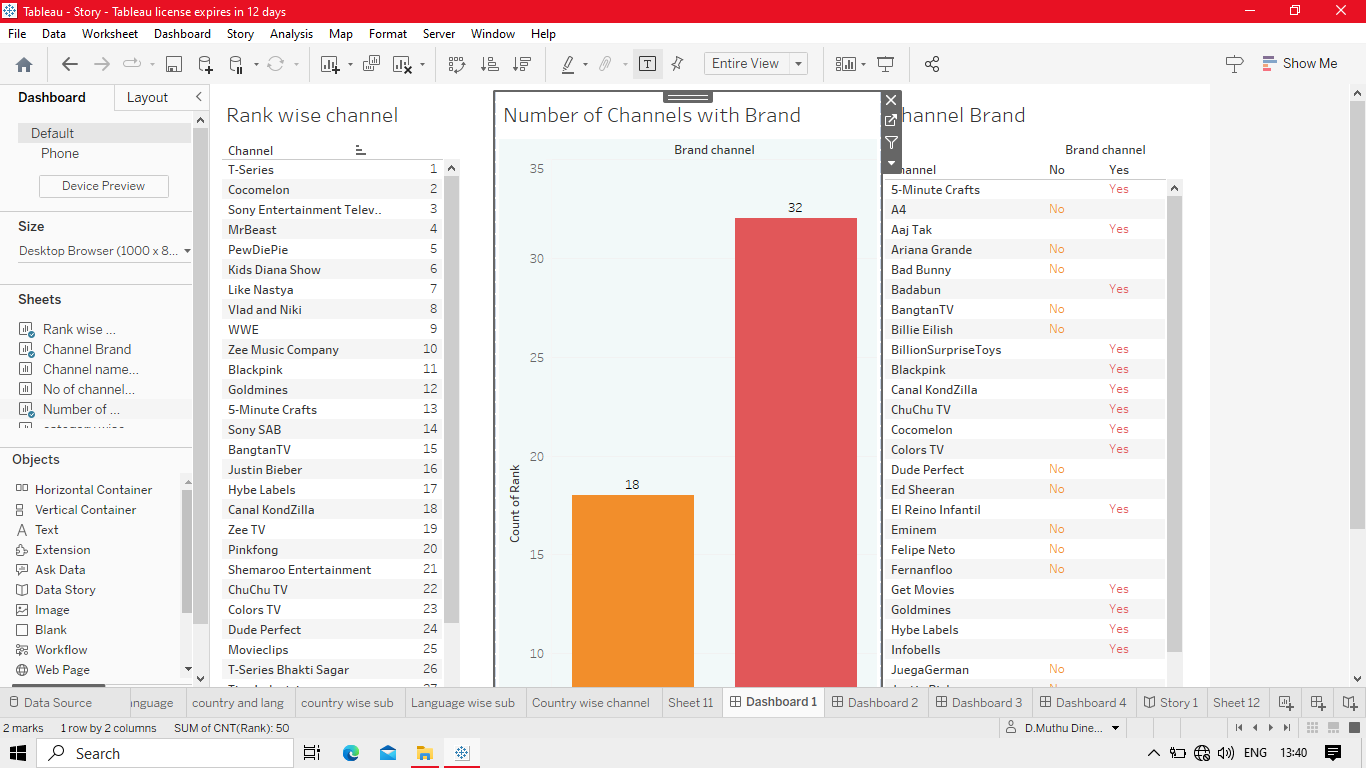 Tableau - Story - Tableau license expires in 12 days
File Data Worksheet Dashboard Story Analysis Map Format Server Window Help
Entire View
Show Me
Dashboard Layout
Default
Phone
Device Preview
Size
Desktop Browser (1000 x 8...
Sheets
Rank wise ...
Channel Brand
Channel name...
No of channel...
Number of ...
Objects
Horizontal Container
Vertical Container
Text
Extension
Ask Data
Data Story
Image
Blank
Workflow
Web Page
Rank wise channel
Channel
T-Series 1
Cocomelon 2
Sony Entertainment Telev.. 3
MrBeast 4
PewDiePie 5
Kids Diana Show 6
Like Nastya 7
Vlad and Niki 8
WWE 9
Zee Music Company 10
Blackpink 11
Goldmines 12
5-Minute Crafts 13
Sony SAB 14
BangtanTV 15
Justin Bieber 16
Hybe Labels 17
Canal KondZilla 18
Zee TV 19
Pinkfong 20
Shemaroo Entertainment 21
ChuChu TV 22
Colors TV 23
Dude Perfect 24
Movieclips 25
T-Series Bhakti Sagar 26
Number of Channels with Brand
Brand channel
35
30
25
20
15
10
Count of Rank
18
32
hannel Brand
Brand channel
hannel No Yes
5-Minute Crafts Yes
A4 No
Aaj Tak Yes
Ariana Grande No
Bad Bunny No
Badabun Yes
BangtanTV No
Billie Eilish No
BillionSurpriseToys Yes
Blackpink Yes
Canal KondZilla Yes
ChuChu TV Yes
Cocomelon Yes
Colors TV Yes
Dude Perfect No
Ed Sheeran No
El Reino Infantil Yes
Eminem No
Felipe Neto No
Fernanfloo No
Get Movies Yes
Goldmines Yes
Hybe Labels Yes
Infobells Yes
JuegaGerman No
Data Source nguage country and lang country wise sub Language wise sub Country wise channel Sheet 11 Dashboard 1 Dashboard 2 Dashboard 3 Dashboard 4 Story 1 Sheet 12
2 marks 1 row by 2 columns SUM of CNT(Rank): 50 D.Muthu Dine...
Search ENG 13:40